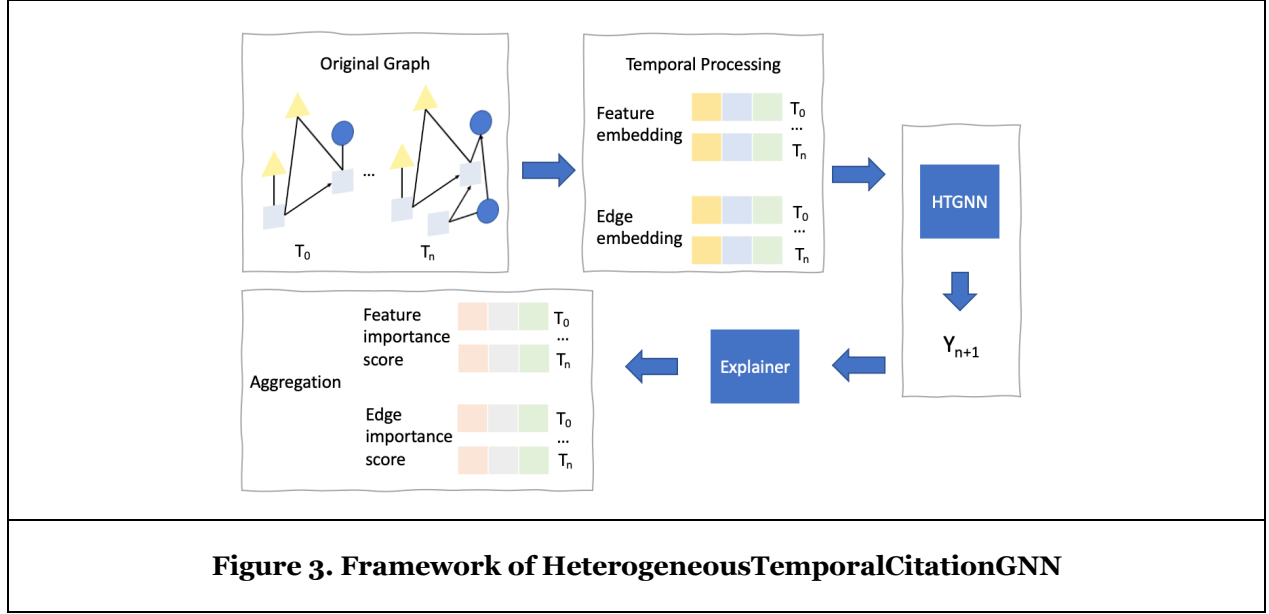 Original Graph
...
T0
Tn
Temporal Processing
Feature
embedding
T0
...
Tn
Edge
embedding
T0
...
Tn
HTGNN
Yn+1
Explainer
Aggregation
Feature
importance
score
T0
...
Tn
Edge
importance
score
T0
...
Tn
Figure 3. Framework of HeterogeneousTemporalCitationGNN